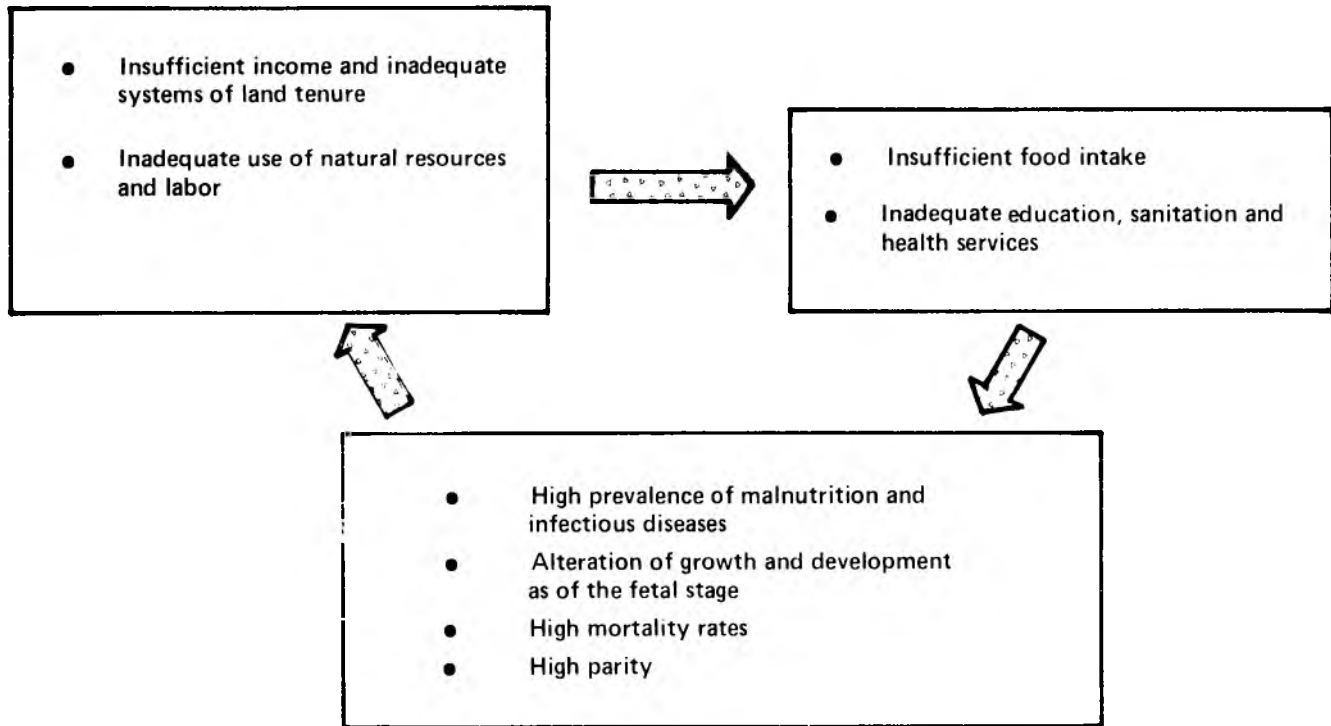 ● Insufficient income and inadequate
systems of land tenure
● Inadequate use of natural resources
and labor
● Insufficient food intake
● Inadequate education, sanitation and
health services
● High prevalence of malnutrition and
infectious diseases
● Alteration of growth and development
as of the fetal stage
● High mortality rates
● High parity